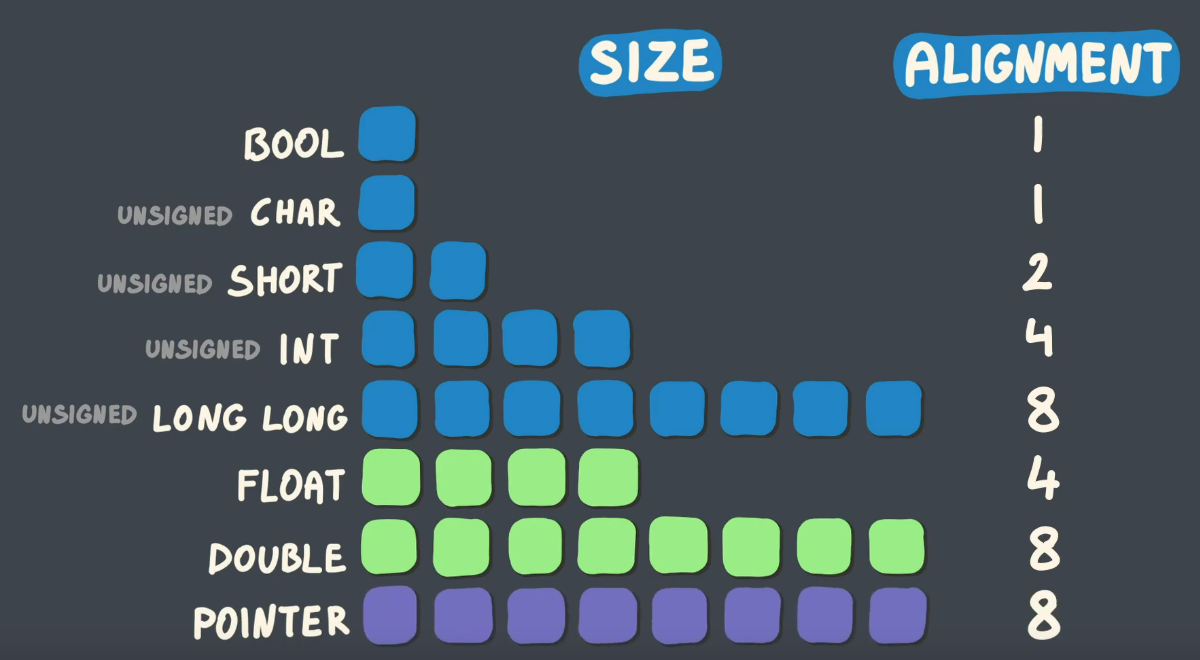 SIZE ALIGNMENT
BOOL 1
UNSIGNED CHAR 1
UNSIGNED SHORT 2
UNSIGNED INT 4
UNSIGNED LONG LONG 8
FLOAT 4
DOUBLE 8
POINTER 8